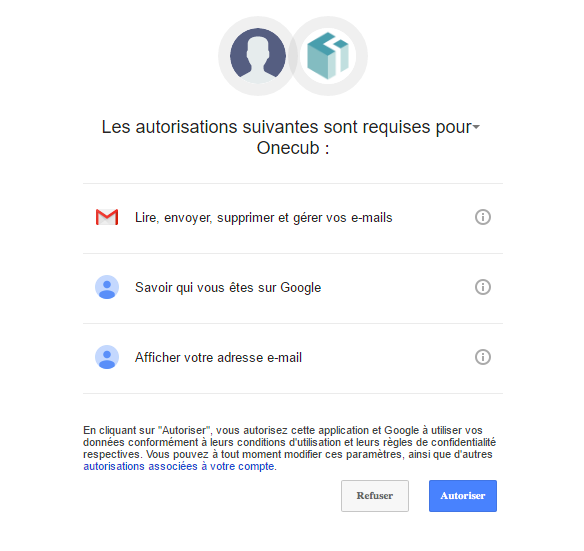 Les autorisations suivantes sont requises pour
Onecub :
Lire, envoyer, supprimer et gérer vos e-mails
Savoir qui vous êtes sur Google
Afficher votre adresse e-mail
En cliquant sur "Autoriser", vous autorisez cette application et Google à utiliser vos
données conformément à leurs conditions d'utilisation et leurs règles de confidentialité
respectives. Vous pouvez à tout moment modifier ces paramètres, ainsi que d'autres
autorisations associées à votre compte.
Refuser Autoriser